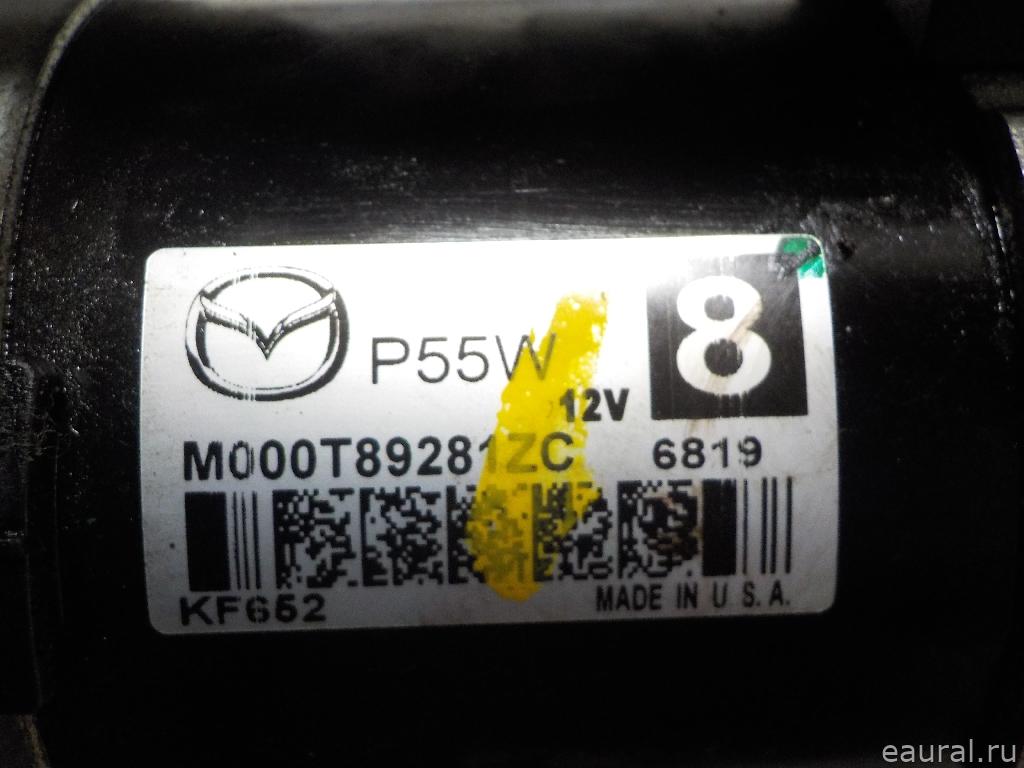 P55W
8
12V
M000T89281ZC 6819
KF652
MADE IN U.S.A.
eaural.ru